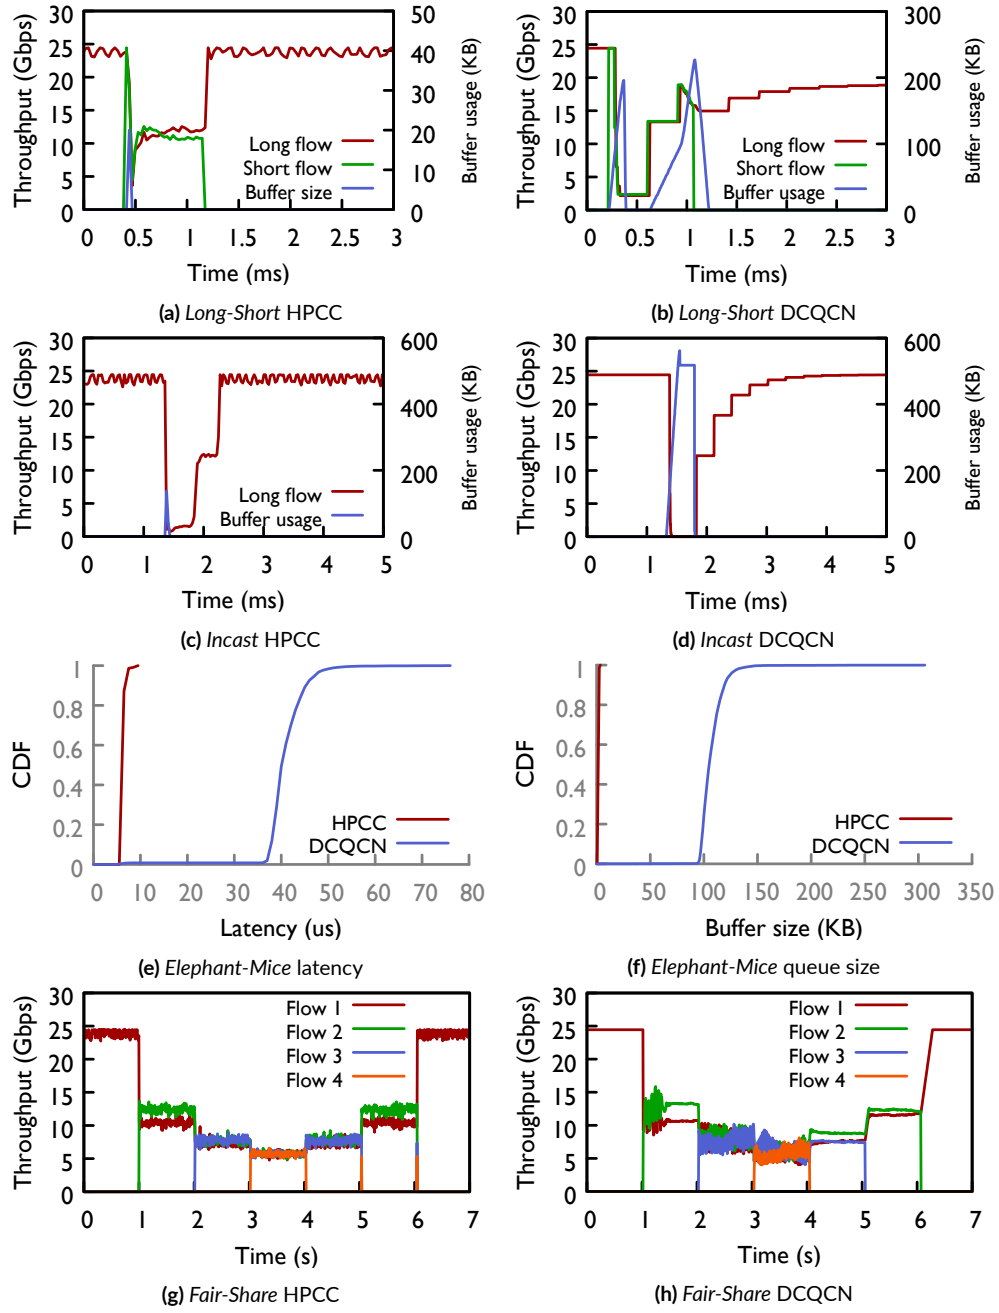 Throughput (Gbps)
30
25
20
15
10
5
0
50
40
30
20
10
0
Buffer usage (KB)
Long flow
Short flow
Buffer size
0 0.5 1 1.5 2 2.5 3
Time (ms)
(a) Long-Short HPCC
Throughput (Gbps)
30
25
20
15
10
5
0
300
200
100
0
Buffer usage (KB)
Long flow
Short flow
Buffer usage
0 0.5 1 1.5 2 2.5 3
Time (ms)
(b) Long-Short DCQCN
Throughput (Gbps)
30
25
20
15
10
5
0
600
400
200
0
Buffer usage (KB)
Long flow
Buffer usage
0 1 2 3 4 5
Time (ms)
(c) Incast HPCC
Throughput (Gbps)
30
25
20
15
10
5
0
600
400
200
0
Buffer usage (KB)
0 1 2 3 4 5
Time (ms)
(d) Incast DCQCN
CDF
1
0.8
0.6
0.4
0.2
0
HPCC
DCQCN
0 10 20 30 40 50 60 70 80
Latency (us)
(e) Elephant-Mice latency
CDF
1
0.8
0.6
0.4
0.2
0
HPCC
DCQCN
0 50 100 150 200 250 300 350
Buffer size (KB)
(f) Elephant-Mice queue size
Throughput (Gbps)
30
25
20
15
10
5
0
Flow 1
Flow 2
Flow 3
Flow 4
0 1 2 3 4 5 6 7
Time (s)
(g) Fair-Share HPCC
Throughput (Gbps)
30
25
20
15
10
5
0
Flow 1
Flow 2
Flow 3
Flow 4
0 1 2 3 4 5 6 7
Time (s)
(h) Fair-Share DCQCN